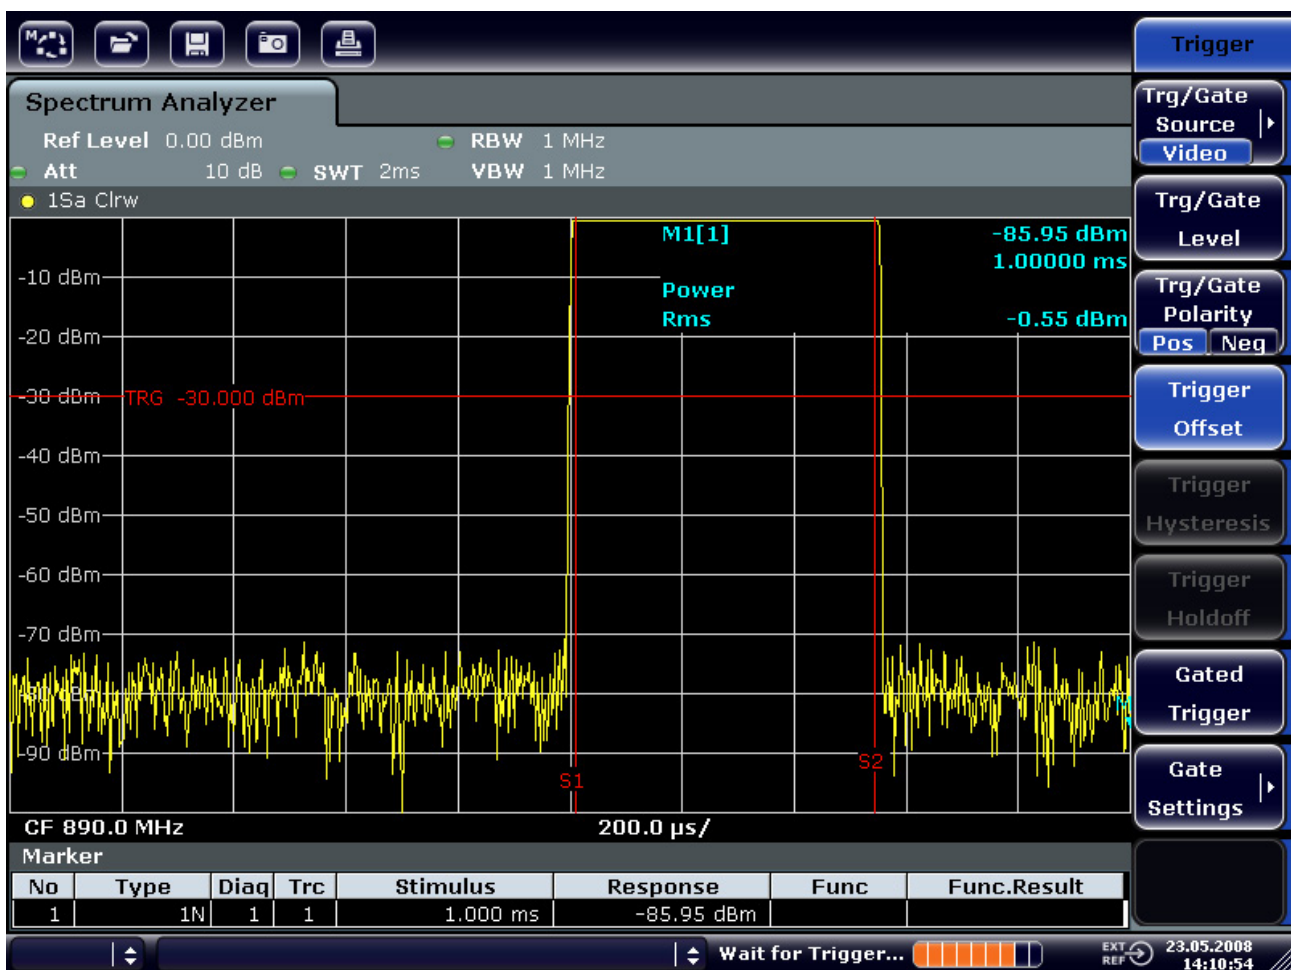 Trigger
Spectrum Analyzer
Ref Level 0.00 dBm
RBW 1 MHz
Att 10 dB
SWT 2ms
VBW 1 MHz
1Sa Clrw
M1[1] -85.95 dBm
1.00000 ms
Power
Rms -0.55 dBm
-10 dBm
-20 dBm
-30 dBm
TRG -30.000 dBm
-40 dBm
-50 dBm
-60 dBm
-70 dBm
-80 dBm
-90 dBm
S1
S2
CF 890.0 MHz
200.0 µs/
Marker
No Type Diag Trc Stimulus Response Func Func.Result
1 1N 1 1 1.000 ms -85.95 dBm
Trg/Gate
Source
Video
Trg/Gate
Level
Trg/Gate
Polarity
Pos Neg
Trigger
Offset
Trigger
Hysteresis
Trigger
Holdoff
Gated
Trigger
Gate
Settings
Wait for Trigger...
EXT
REF
23.05.2008
14:10:54